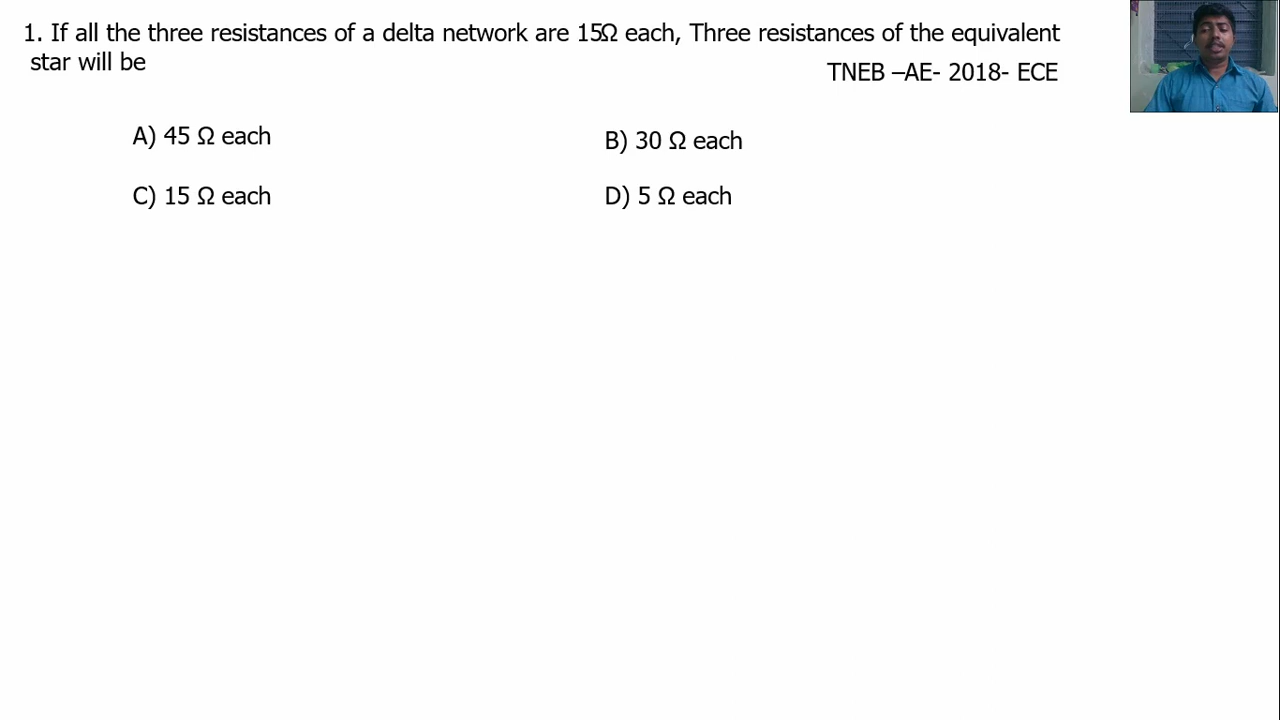 1. If all the three resistances of a delta network are 15Ω each, Three resistances of the equivalent
star will be
TNEB –AE- 2018- ECE
A) 45 Ω each
B) 30 Ω each
C) 15 Ω each
D) 5 Ω each